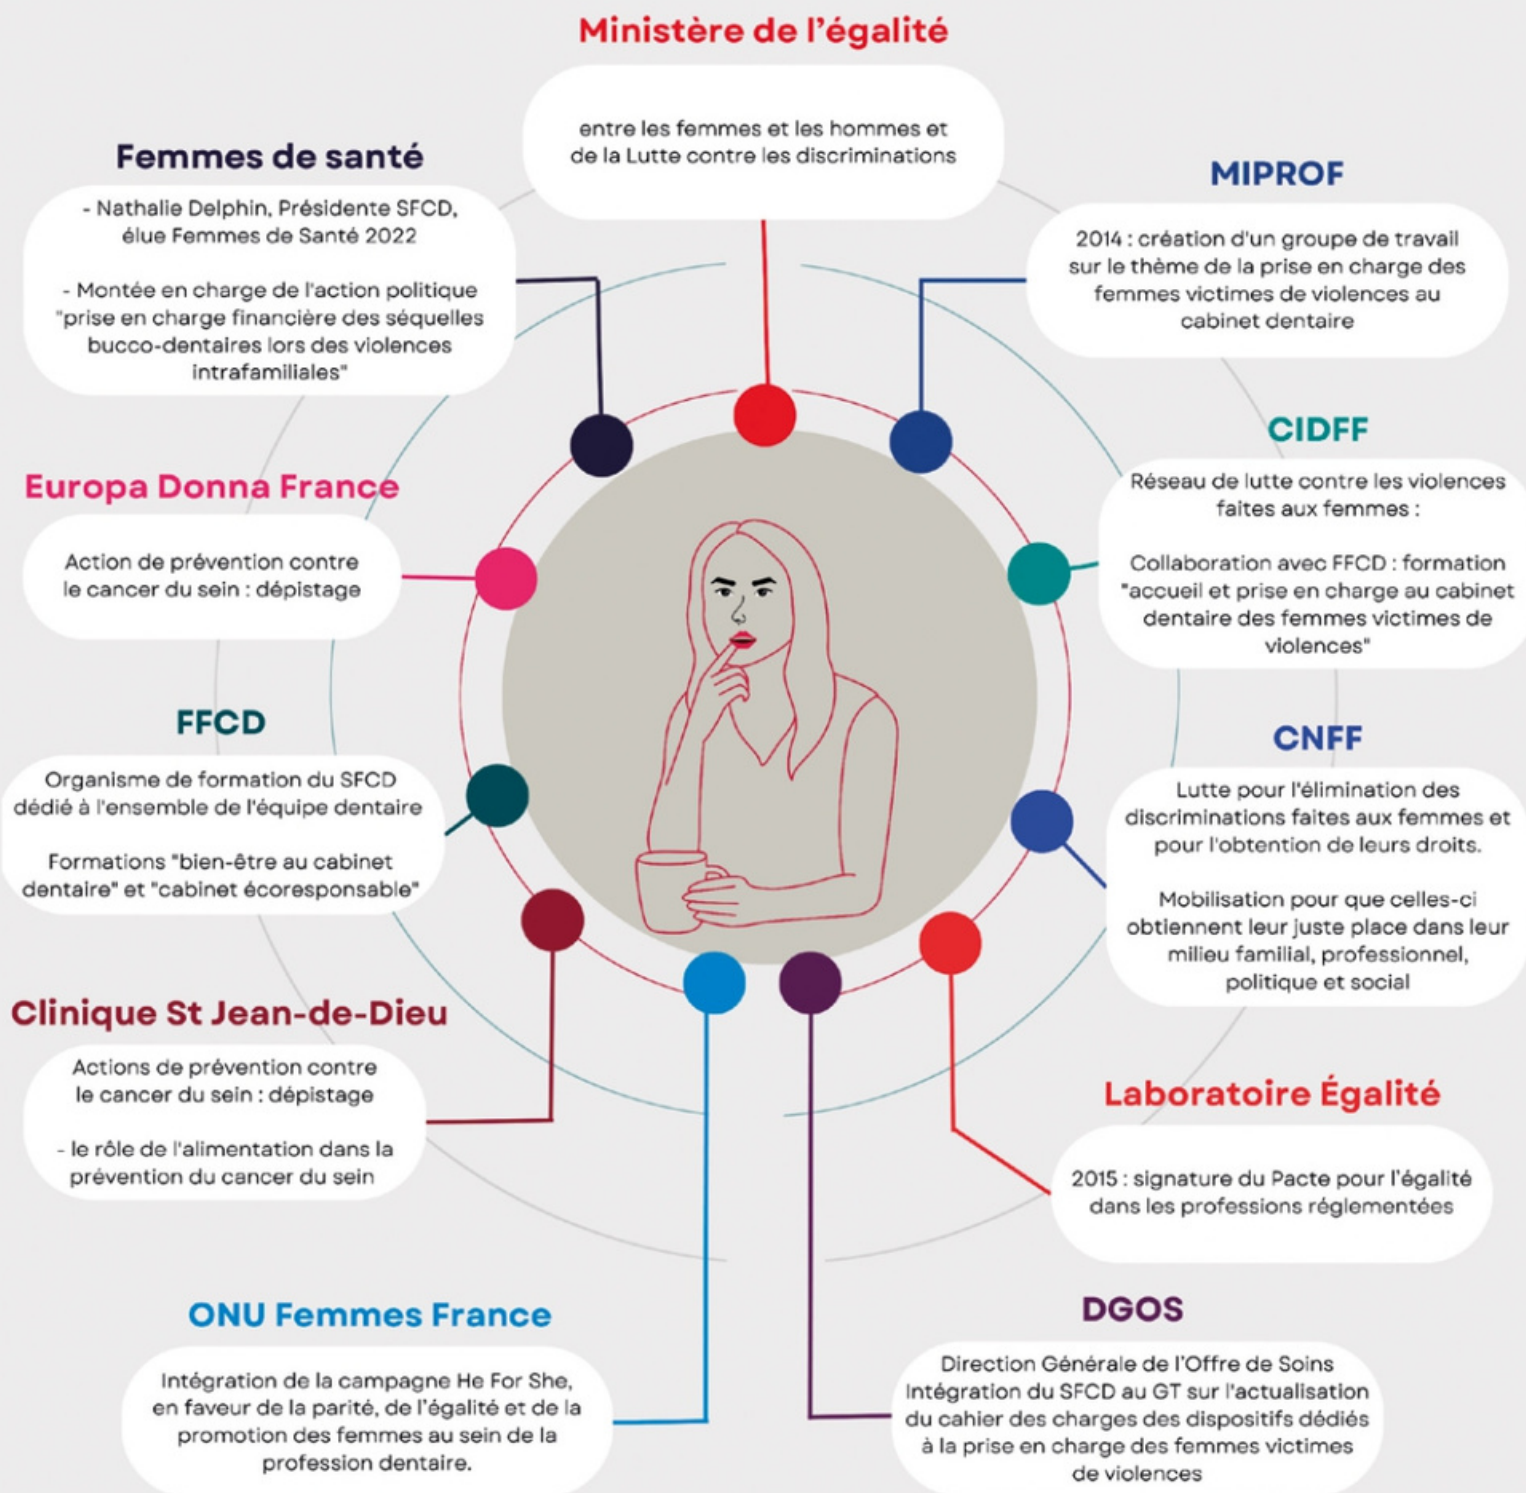 Ministère de l'égalité
entre les femmes et les hommes et
de la Lutte contre les discriminations
Femmes de santé
- Nathalie Delphin, Présidente SFCD,
élue Femmes de Santé 2022
- Montée en charge de l'action politique
"prise en charge financière des séquelles
bucco-dentaires lors des violences
intrafamiliales"
MIPROF
2014 : création d'un groupe de travail
sur le thème de la prise en charge des
femmes victimes de violences au
cabinet dentaire
Europa Donna France
Action de prévention contre
le cancer du sein : dépistage
CIDFF
Réseau de lutte contre les violences
faites aux femmes :
Collaboration avec FFCD : formation
"accueil et prise en charge au cabinet
dentaire des femmes victimes de
violences"
FFCD
Organisme de formation du SFCD
dédié à l'ensemble de l'équipe dentaire
Formations "bien-être au cabinet
dentaire" et "cabinet écoresponsable"
CNFF
Lutte pour l'élimination des
discriminations faites aux femmes et
pour l'obtention de leurs droits.
Mobilisation pour que celles-ci
obtiennent leur juste place dans leur
milieu familial, professionnel,
politique et social
Clinique St Jean-de-Dieu
Actions de prévention contre
le cancer du sein : dépistage
- le rôle de l'alimentation dans la
prévention du cancer du sein
Laboratoire Égalité
2015 : signature du Pacte pour l'égalité
dans les professions réglementées
ONU Femmes France
Intégration de la campagne He For She,
en faveur de la parité, de l'égalité et de la
promotion des femmes au sein de la
profession dentaire.
DGOS
Direction Générale de l'Offre de Soins
Intégration du SFCD au GT sur l'actualisation
du cahier des charges des dispositifs dédiés
à la prise en charge des femmes victimes
de violences